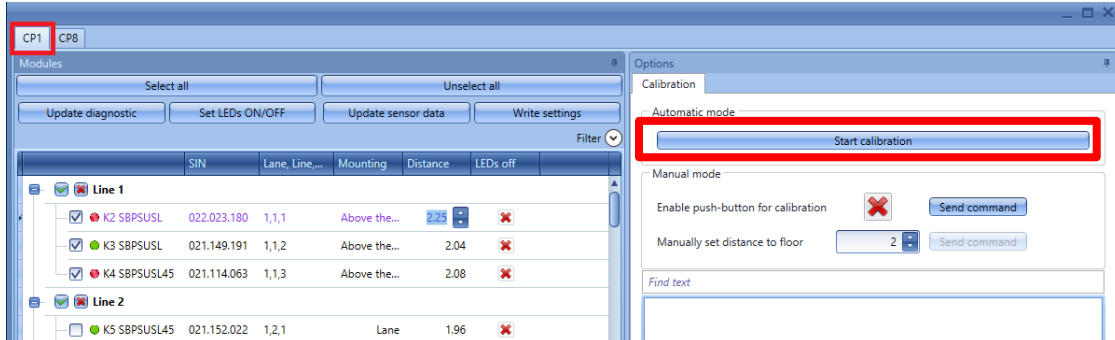 CP1 CP8
Modules
Select all Unselect all
Update diagnostic Set LEDs ON/OFF Update sensor data Write settings
Filter
SIN Lane, Line,... Mounting Distance LEDs off
Line 1
K2 SBPSUSL 022.023.180 1,1,1 Above the... 2.25
K3 SBPSUSL 021.149.191 1,1,2 Above the... 2.04
K4 SBPSUSL45 021.114.063 1,1,3 Above the... 2.08
Line 2
K5 SBPSUSL45 021.152.022 1,2,1 Lane 1.96
Options
Calibration
Automatic mode
Start calibration
Manual mode
Enable push-button for calibration Send command
Manually set distance to floor 2 Send command
Find text